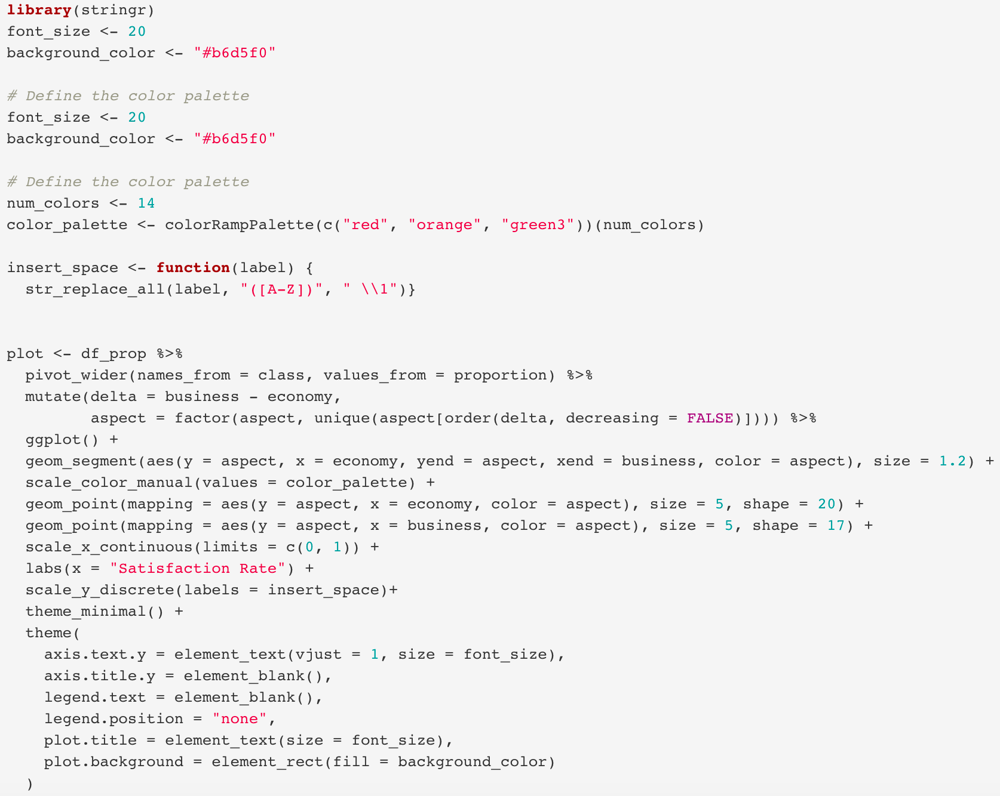 library(stringr)
font_size <- 20
background_color <- "#b6d5f0"

# Define the color palette
font_size <- 20
background_color <- "#b6d5f0"

# Define the color palette
num_colors <- 14
color_palette <- colorRampPalette(c("red", "orange", "green3"))(num_colors)

insert_space <- function(label) {
  str_replace_all(label, "([A-Z])", " \\1")}


plot <- df_prop %>%
  pivot_wider(names_from = class, values_from = proportion) %>%
  mutate(delta = business - economy,
         aspect = factor(aspect, unique(aspect[order(delta, decreasing = FALSE)]))) %>%
  ggplot() +
  geom_segment(aes(y = aspect, x = economy, yend = aspect, xend = business, color = aspect), size = 1.2) +
  scale_color_manual(values = color_palette) +
  geom_point(mapping = aes(y = aspect, x = economy, color = aspect), size = 5, shape = 20) +
  geom_point(mapping = aes(y = aspect, x = business, color = aspect), size = 5, shape = 17) +
  scale_x_continuous(limits = c(0, 1)) +
  labs(x = "Satisfaction Rate") +
  scale_y_discrete(labels = insert_space)+
  theme_minimal() +
  theme(
    axis.text.y = element_text(vjust = 1, size = font_size),
    axis.title.y = element_blank(),
    legend.text = element_blank(),
    legend.position = "none",
    plot.title = element_text(size = font_size),
    plot.background = element_rect(fill = background_color)
  )